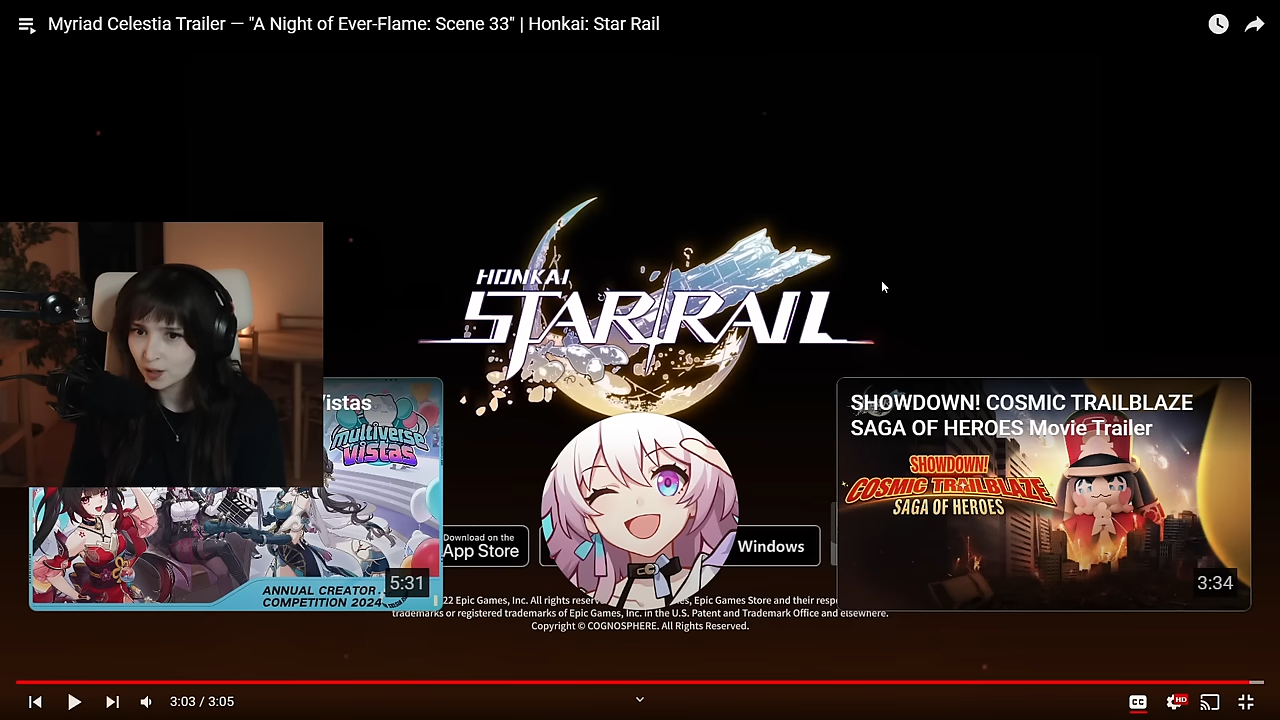 Myriad Celestia Trailer — "A Night of Ever-Flame: Scene 33" | Honkai: Star Rail
HONKAI
STAR RAIL
Vistas
multiverse
vistas
ANNUAL CREATOR
COMPETITION 2024
5:31
Download on the
App Store
Windows
SHOWDOWN! COSMIC TRAILBLAZE
SAGA OF HEROES Movie Trailer
SHOWDOWN!
COSMIC TRAILBLAZE
SAGA OF HEROES
3:34
22 Epic Games, Inc. All rights Epic Games Store and their
trademarks or registered trademarks of Epic Games, Inc. in the U.S. Patent and Trademark Office and elsewhere.
Copyright © COGNOSPHERE. All Rights Reserved.
3:03 / 3:05
CC
HD